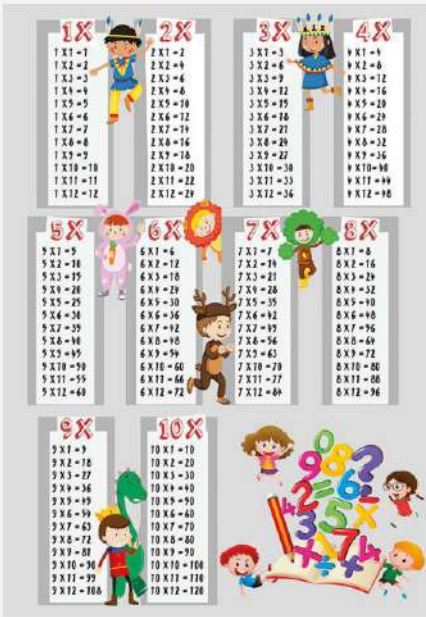 1X
1 X 1 = 1
1 X 2 = 2
1 X 3 = 3
1 X 4 = 4
1 X 5 = 5
1 X 6 = 6
1 X 7 = 7
1 X 8 = 8
1 X 9 = 9
1 X 10 = 10
1 X 11 = 11
1 X 12 = 12
2X
2 X 1 = 2
2 X 2 = 4
2 X 3 = 6
2 X 4 = 8
2 X 5 = 10
2 X 6 = 12
2 X 7 = 14
2 X 8 = 16
2 X 9 = 18
2 X 10 = 20
2 X 11 = 22
2 X 12 = 24
3X
3 X 1 = 3
3 X 2 = 6
3 X 3 = 9
3 X 4 = 12
3 X 5 = 15
3 X 6 = 18
3 X 7 = 21
3 X 8 = 24
3 X 9 = 27
3 X 10 = 30
3 X 11 = 33
3 X 12 = 36
4X
4 X 1 = 4
4 X 2 = 8
4 X 3 = 12
4 X 4 = 16
4 X 5 = 20
4 X 6 = 24
4 X 7 = 28
4 X 8 = 32
4 X 9 = 36
4 X 10 = 40
4 X 11 = 44
4 X 12 = 48
5X
5 X 1 = 5
5 X 2 = 10
5 X 3 = 15
5 X 4 = 20
5 X 5 = 25
5 X 6 = 30
5 X 7 = 35
5 X 8 = 40
5 X 9 = 45
5 X 10 = 50
5 X 11 = 55
5 X 12 = 60
6X
6 X 1 = 6
6 X 2 = 12
6 X 3 = 18
6 X 4 = 24
6 X 5 = 30
6 X 6 = 36
6 X 7 = 42
6 X 8 = 48
6 X 9 = 54
6 X 10 = 60
6 X 11 = 66
6 X 12 = 72
7X
7 X 1 = 7
7 X 2 = 14
7 X 3 = 21
7 X 4 = 28
7 X 5 = 35
7 X 6 = 42
7 X 7 = 49
7 X 8 = 56
7 X 9 = 63
7 X 10 = 70
7 X 11 = 77
7 X 12 = 84
8X
8 X 1 = 8
8 X 2 = 16
8 X 3 = 24
8 X 4 = 32
8 X 5 = 40
8 X 6 = 48
8 X 7 = 56
8 X 8 = 64
8 X 9 = 72
8 X 10 = 80
8 X 11 = 88
8 X 12 = 96
9X
9 X 1 = 9
9 X 2 = 18
9 X 3 = 27
9 X 4 = 36
9 X 5 = 45
9 X 6 = 54
9 X 7 = 63
9 X 8 = 72
9 X 9 = 81
9 X 10 = 90
9 X 11 = 99
9 X 12 = 108
10X
10 X 1 = 10
10 X 2 = 20
10 X 3 = 30
10 X 4 = 40
10 X 5 = 50
10 X 6 = 60
10 X 7 = 70
10 X 8 = 80
10 X 9 = 90
10 X 10 = 100
10 X 11 = 110
10 X 12 = 120
0
9 8 ?
2 = 6 -
4 3 5 X
+ 1 7 4
÷ +